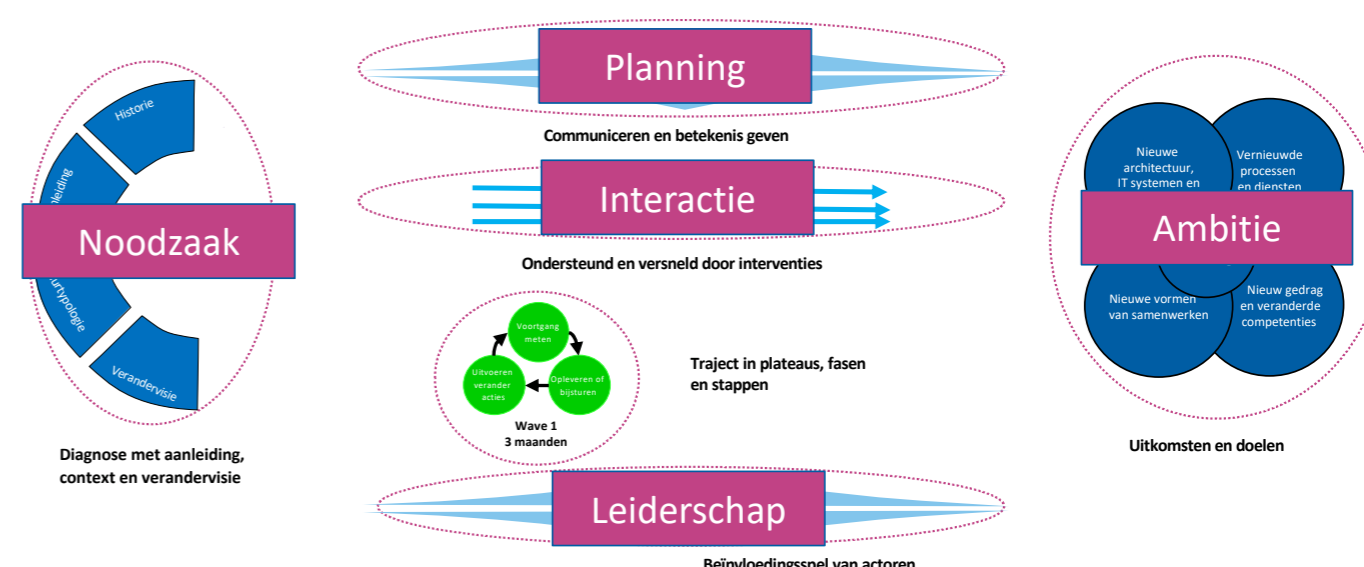 Historie
Noodzaak
Verandervisie
Diagnose met aanleiding,
context en verandervisie
Planning
Communiceren en betekenis geven
Interactie
Ondersteund en versneld door interventies
Voortgang
meten
Uitvoeren
verander
acties
Opleveren of
bijsturen
Wave 1
3 maanden
Traject in plateaus, fasen
en stappen
Leiderschap
Beïnvloedingsspel van actoren
Nieuwe
architectuur,
IT systemen en
Vernieuwde
processen
en diensten
Ambitie
Nieuwe vormen
van samenwerken
Nieuw gedrag
en veranderde
competenties
Uitkomsten en doelen